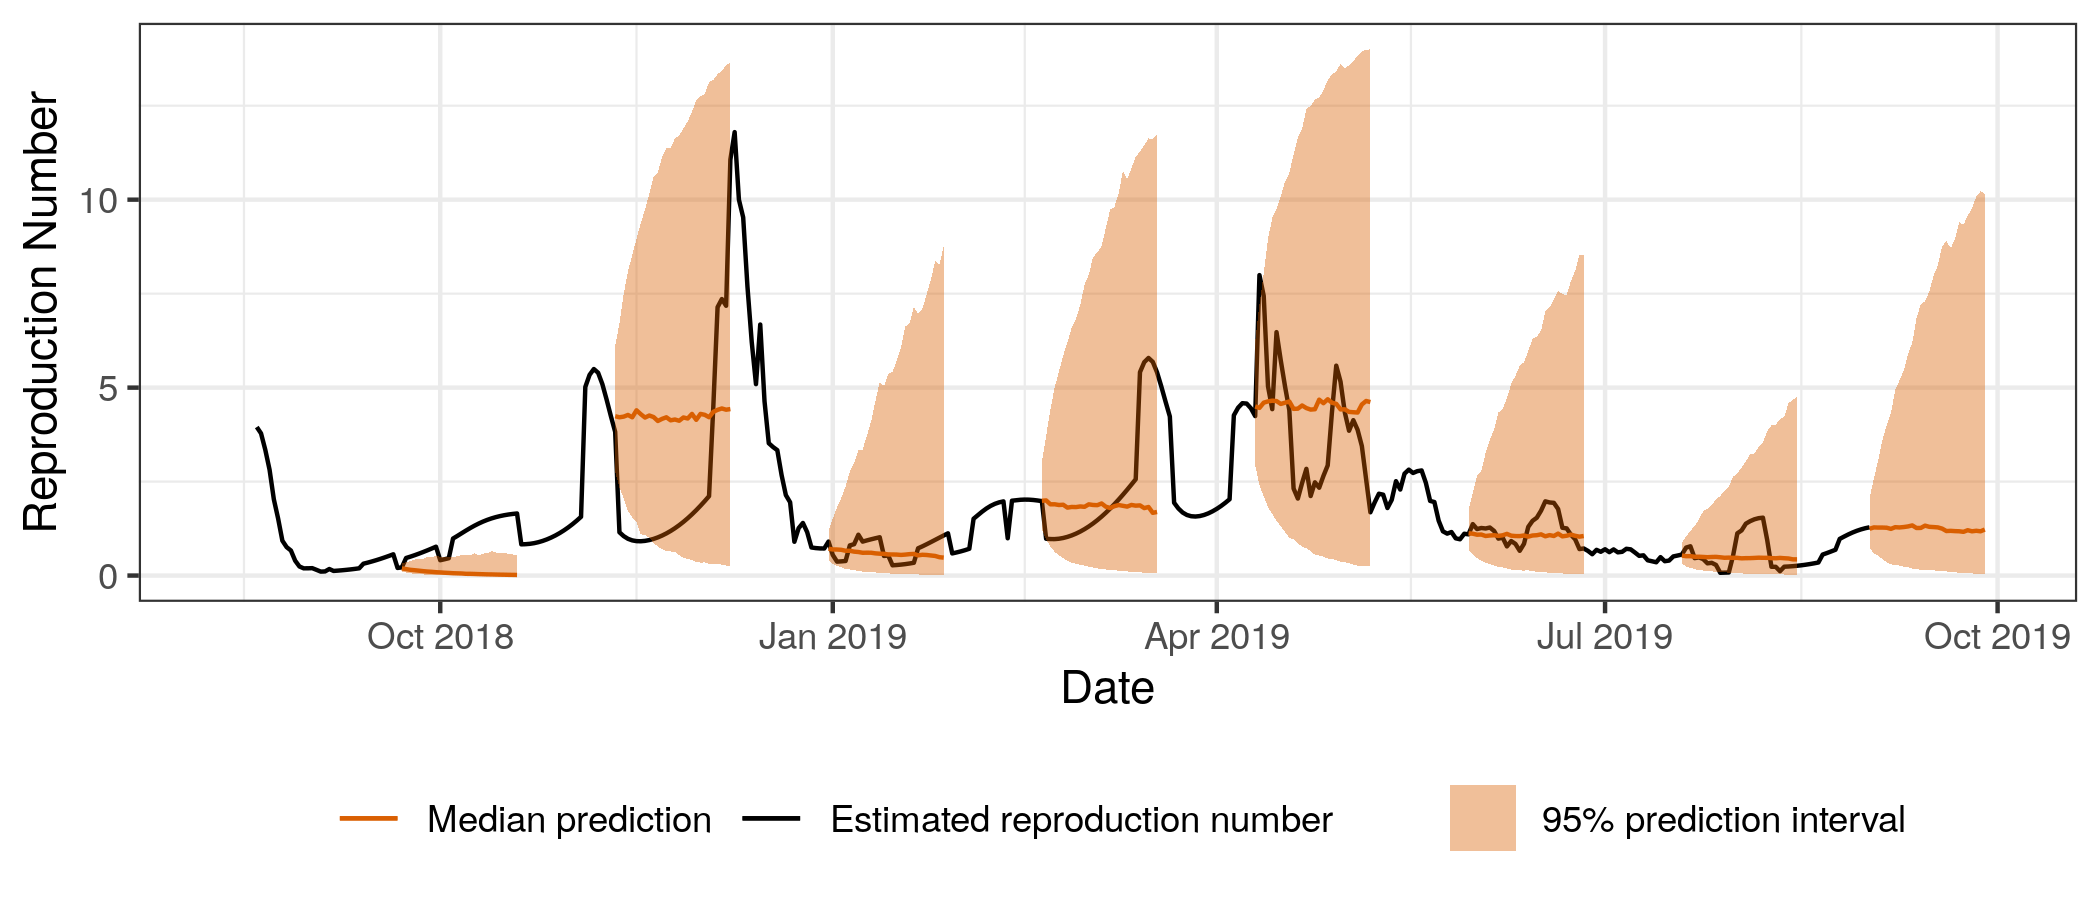 Reproduction Number
10
5
0
Oct 2018
Jan 2019
Apr 2019
Jul 2019
Oct 2019
Date
Median prediction
Estimated reproduction number
95% prediction interval